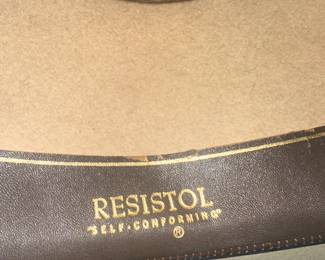 RESISTOL
"SELF-CONFORMING"
®